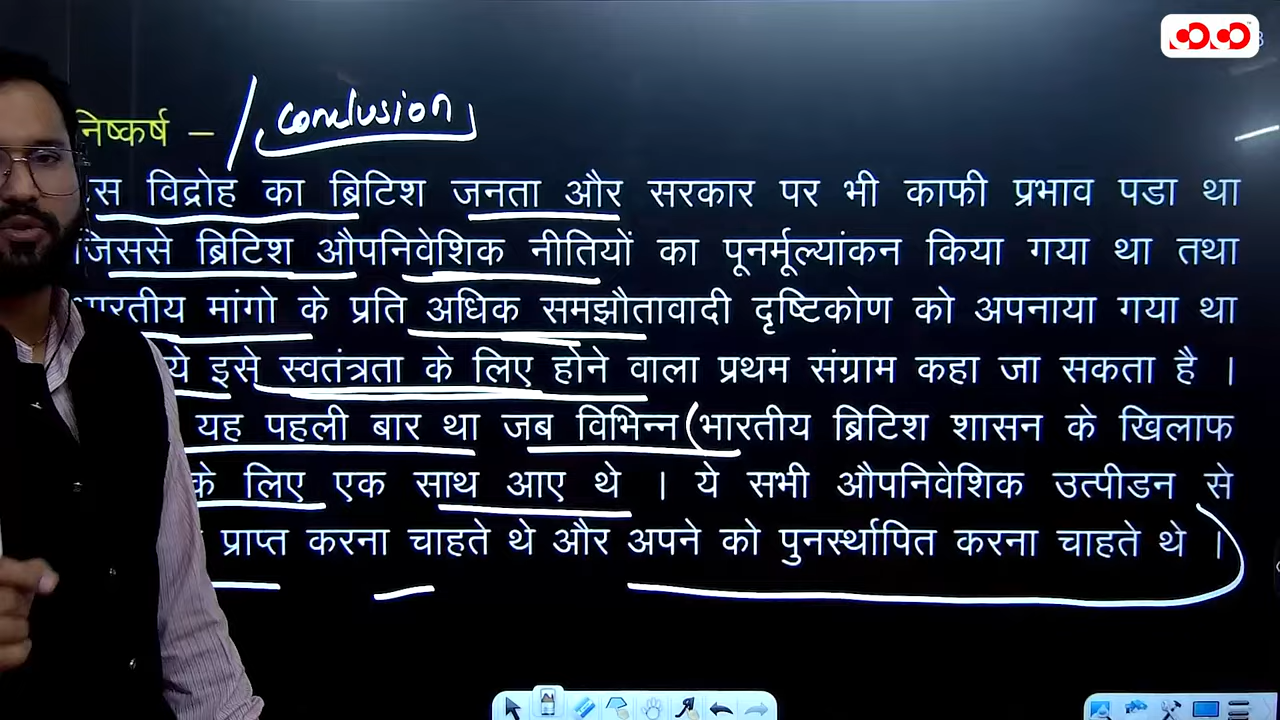 निष्कर्ष – / conclusion
स विद्रोह का ब्रिटिश जनता और सरकार पर भी काफी प्रभाव पडा था
जिससे ब्रिटिश औपनिवेशिक नीतियों का पूनर्मूल्यांकन किया गया था तथा
भारतीय मांगो के प्रति अधिक समझौतावादी दृष्टिकोण को अपनाया गया था
ये इसे स्वतंत्रता के लिए होने वाला प्रथम संग्राम कहा जा सकता है ।
यह पहली बार था जब विभिन्न (भारतीय ब्रिटिश शासन के खिलाफ
के लिए एक साथ आए थे । ये सभी औपनिवेशिक उत्पीडन से
प्राप्त करना चाहते थे और अपने को पुनर्स्थापित करना चाहते थे ।